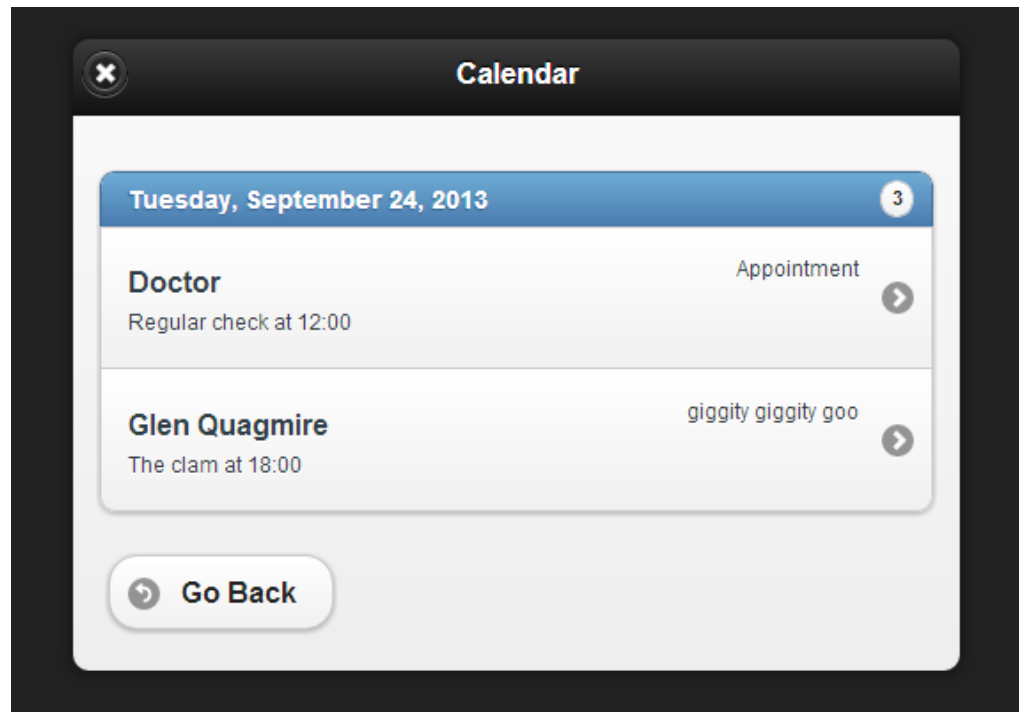 Calendar
Tuesday, September 24, 2013 3
Doctor
Appointment
Regular check at 12:00
Glen Quagmire
giggity giggity goo
The clam at 18:00
Go Back